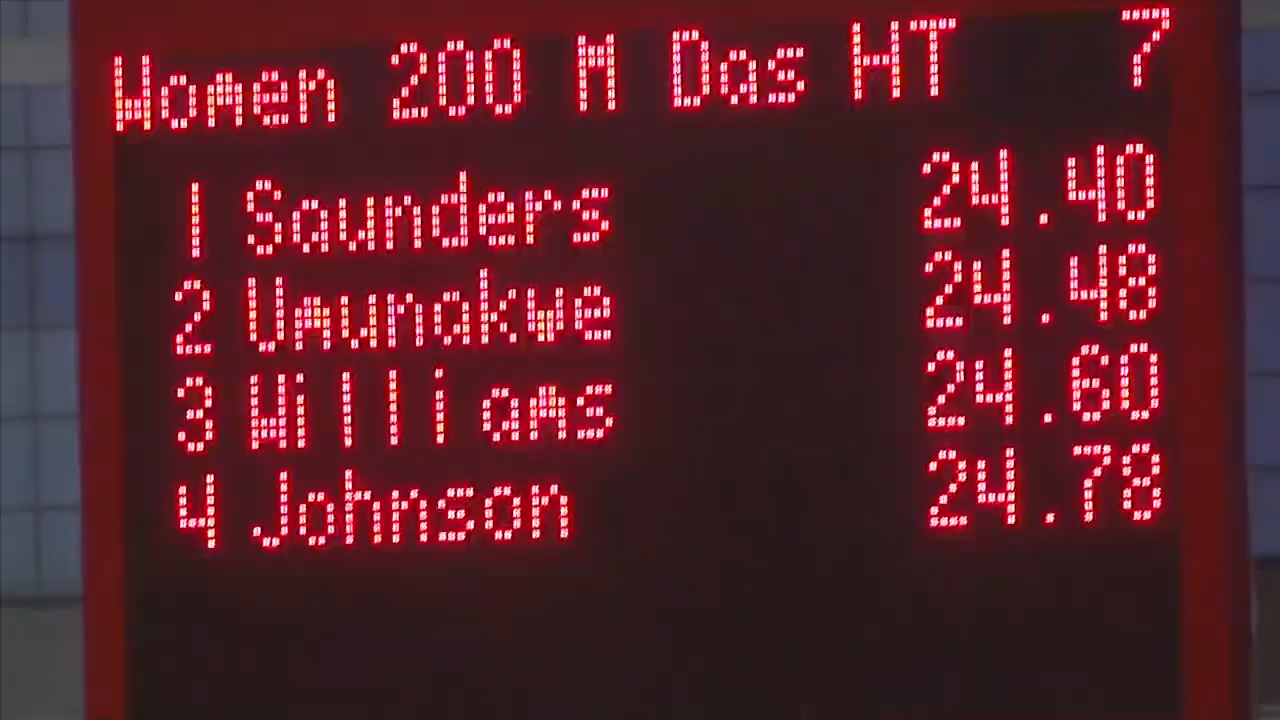 Women 200 M Das HT 7
1 Saunders 24.40
2 Umunakwe 24.48
3 Williams 24.60
4 Johnson 24.78